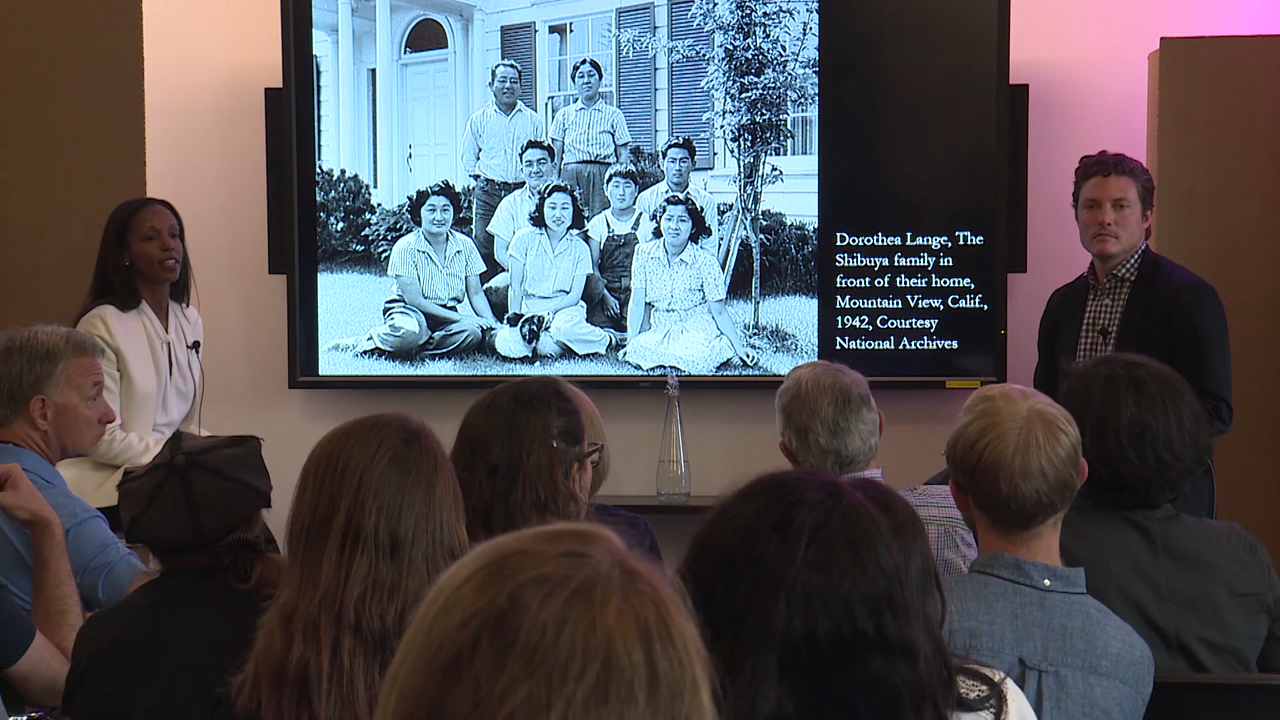 Dorothea Lange, The
Shibuya family in
front of their home,
Mountain View, Calif.,
1942, Courtesy
National Archives